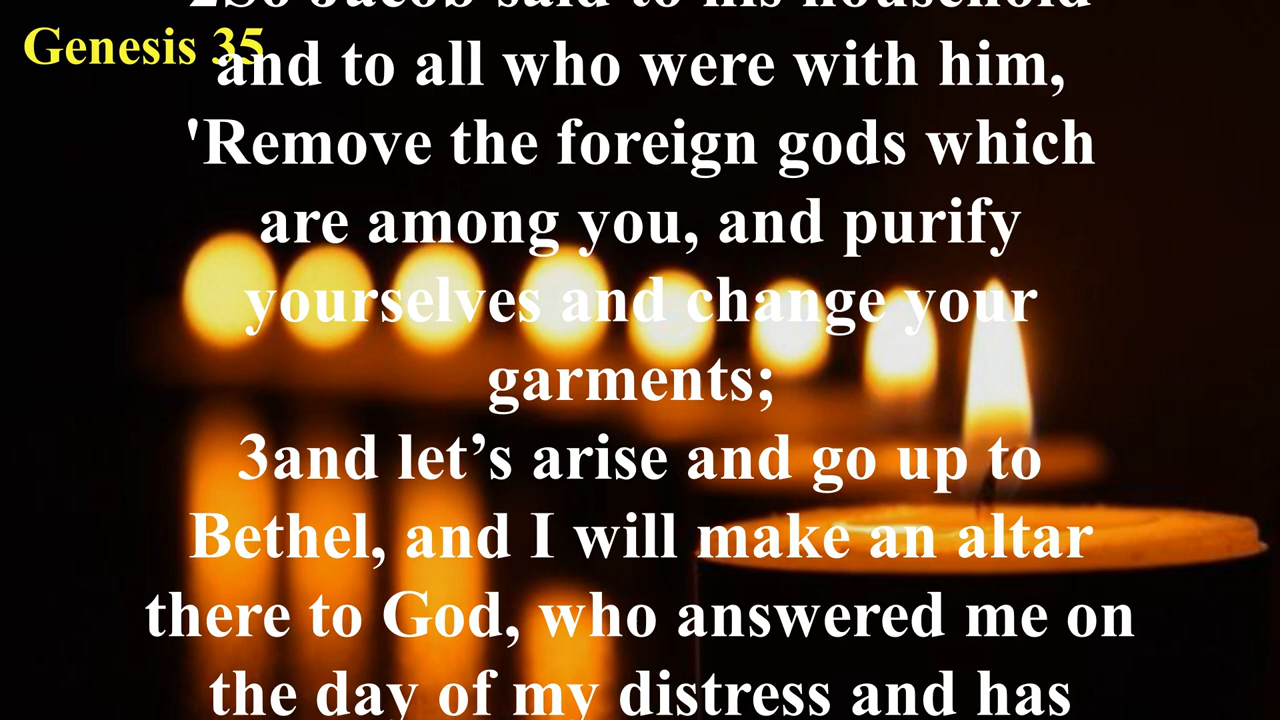 2So Jacob said to his household
Genesis 35
and to all who were with him,
'Remove the foreign gods which
are among you, and purify
yourselves and change your
garments;
3and let’s arise and go up to
Bethel, and I will make an altar
there to God, who answered me on
the day of my distress and has